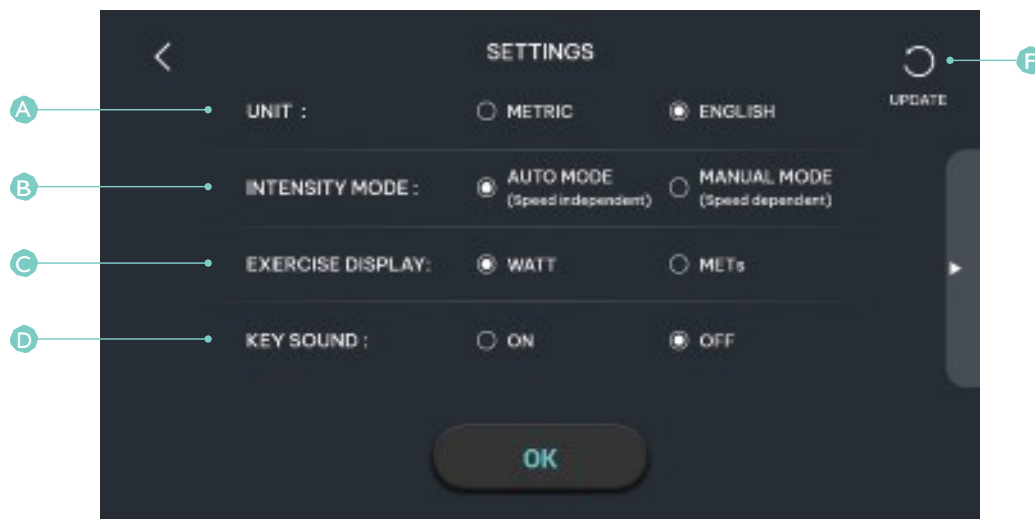 SETTINGS
UPDATE
A
UNIT :
METRIC
ENGLISH
B
INTENSITY MODE :
AUTO MODE
(Speed independent)
MANUAL MODE
(Speed dependent)
C
EXERCISE DISPLAY:
WATT
METs
D
KEY SOUND :
ON
OFF
OK